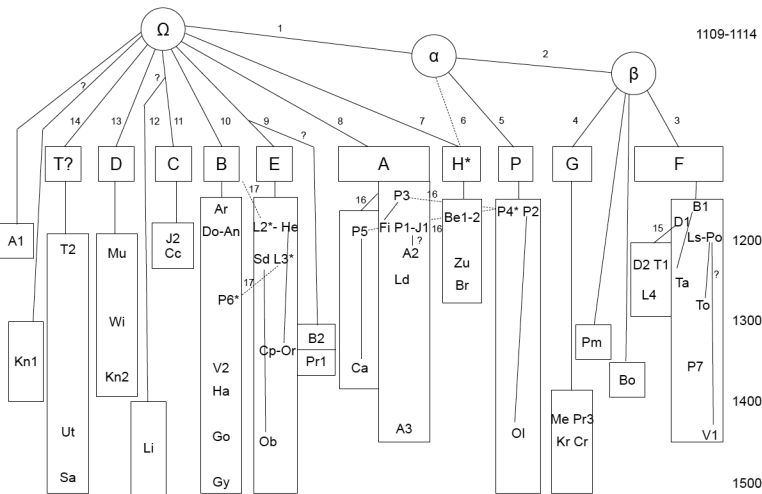 Ω
1
α
2
β
1109-1114
?
14
13
?
12
11
10
9
?
8
7
6
5
4
3
T?
D
C
B
E
A
H*
P
G
F
A1
T2
Mu
J2
Cc
Ar
Do-An
17
L2*- He
16
P3
16
P5
Fi P1-J1
16
?
A2
Be1-2
P4* P2
B1
D1
15
Ls-Po
1200
Sd L3*
17
P6*
Ld
Zu
Br
D2 T1
L4
Ta
?
To
Kn1
Wi
Kn2
V2
Ha
Cp-Or
B2
Pr1
Ca
Pm
Bo
P7
1300
Ut
Li
Go
Ob
A3
Ol
Me Pr3
Kr Cr
V1
1400
Sa
Gy
1500